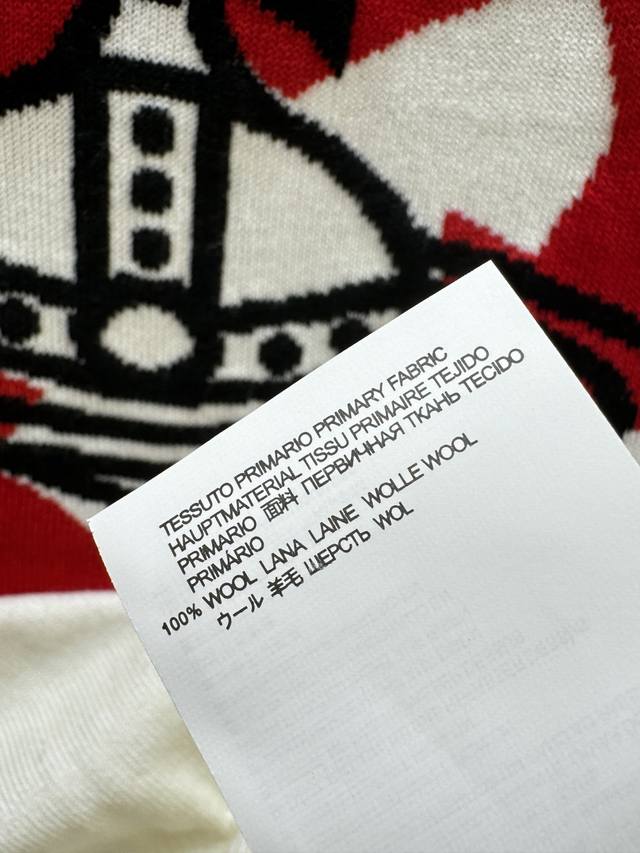 TESSUTO PRIMARIO PRIMARY FABRIC
HAUPTMATERIAL TISSU PRIMAIRE TEJIDO
PRIMARIO 面料 ПЕРВИЧНАЯ ТКАНЬ TECIDO
PRIMÁRIO
100% WOOL LANA LAINE WOLLE WOOL
ウール 羊毛 ШЕРСТЬ WOL